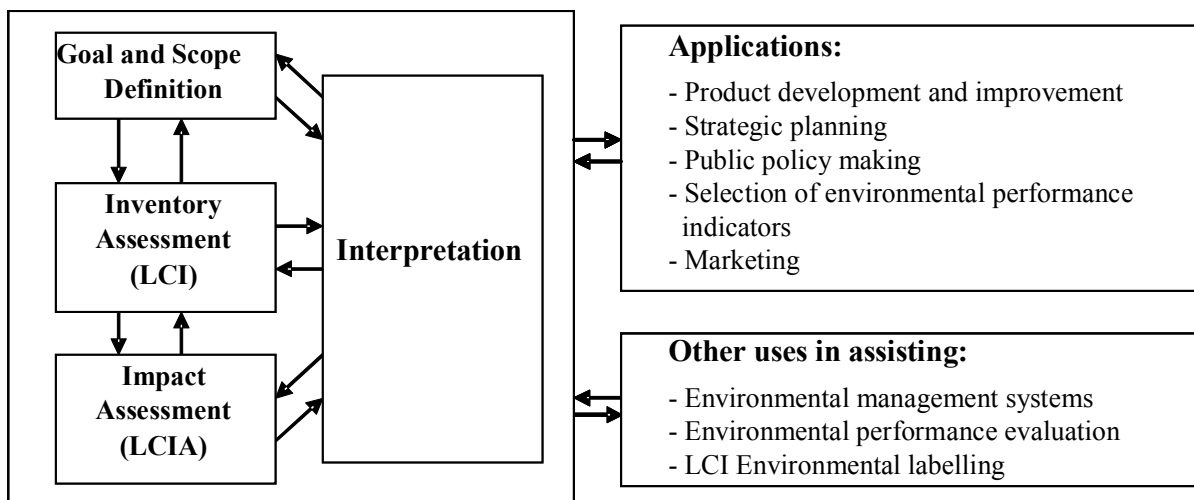 Goal and Scope
Definition
Inventory
Assessment
(LCI)
Impact
Assessment
(LCIA)
Interpretation
Applications:
- Product development and improvement
- Strategic planning
- Public policy making
- Selection of environmental performance
indicators
- Marketing
Other uses in assisting:
- Environmental management systems
- Environmental performance evaluation
- LCI Environmental labelling